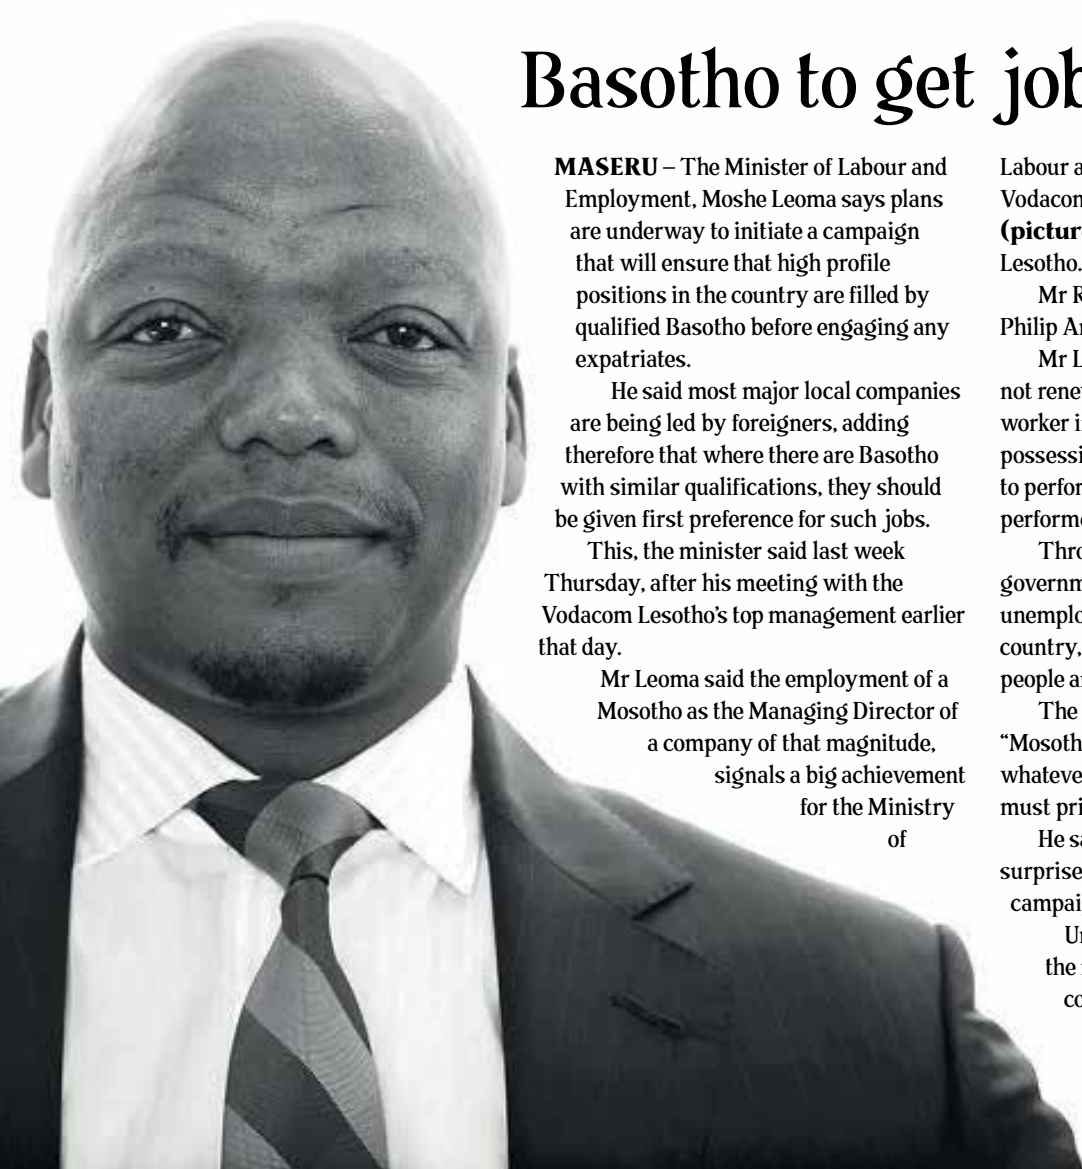 Basotho to get job
MASERU – The Minister of Labour and
Employment, Moshe Leoma says plans
are underway to initiate a campaign
that will ensure that high profile
positions in the country are filled by
qualified Basotho before engaging any
expatriates.
He said most major local companies
are being led by foreigners, adding
therefore that where there are Basotho
with similar qualifications, they should
be given first preference for such jobs.
This, the minister said last week
Thursday, after his meeting with the
Vodacom Lesotho's top management earlier
that day.
Mr Leoma said the employment of a
Mosotho as the Managing Director of
a company of that magnitude,
signals a big achievement
for the Ministry
of
Labour a
Vodacom
(pictur
Lesotho.
Mr R
Philip A
Mr L
not rene
worker i
possessi
to perfor
perform
Thro
governm
unemplo
country,
people a
The
“Mosoth
whateve
must pri
He sa
surprise
campai
U
the
co